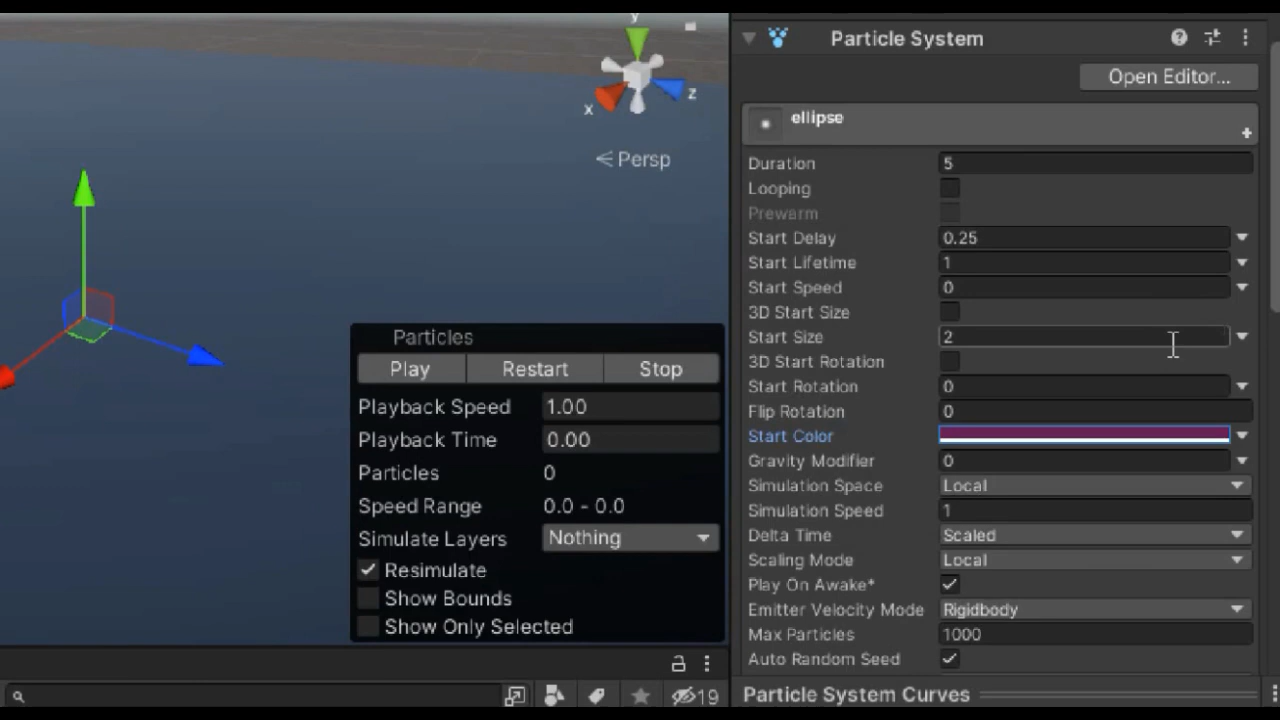 y
x
z
Persp
Particles
Play Restart Stop
Playback Speed 1.00
Playback Time 0.00
Particles 0
Speed Range 0.0 - 0.0
Simulate Layers Nothing
Resimulate
Show Bounds
Show Only Selected
19
Particle System
Open Editor...
ellipse
Duration 5
Looping
Prewarm
Start Delay 0.25
Start Lifetime 1
Start Speed 0
3D Start Size
Start Size 2
3D Start Rotation
Start Rotation 0
Flip Rotation 0
Start Color
Gravity Modifier 0
Simulation Space Local
Simulation Speed 1
Delta Time Scaled
Scaling Mode Local
Play On Awake*
Emitter Velocity Mode Rigidbody
Max Particles 1000
Auto Random Seed
Particle System Curves